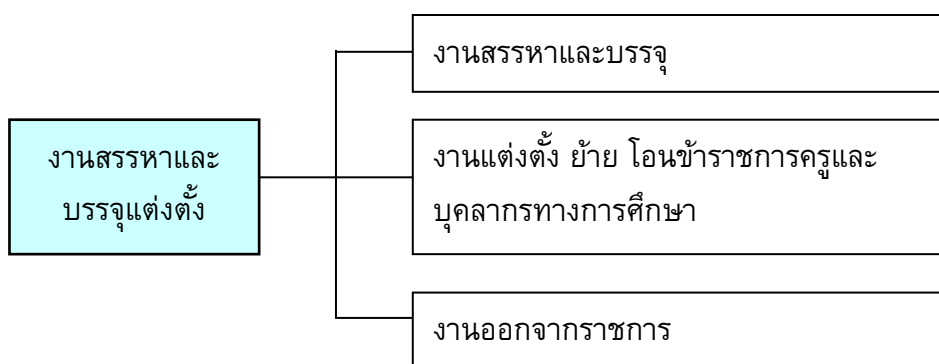 งานสรรหาและบรรจุ
งานสรรหาและ
บรรจุแต่งตั้ง
งานแต่งตั้ง ย้าย โอนข้าราชการครูและ
บุคลากรทางการศึกษา
งานออกจากราชการ